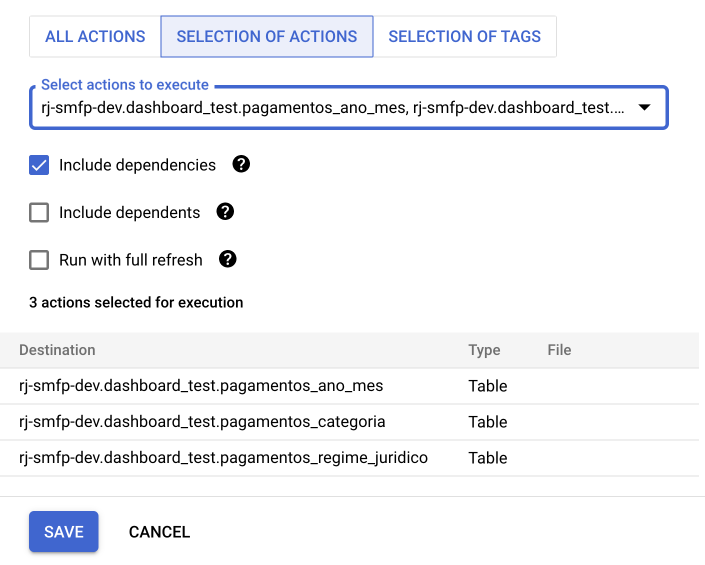 ALL ACTIONS SELECTION OF ACTIONS SELECTION OF TAGS
Select actions to execute
rj-smfp-dev.dashboard_test.pagamentos_ano_mes, rj-smfp-dev.dashboard_test....
Include dependencies ?
Include dependents ?
Run with full refresh ?
3 actions selected for execution
Destination Type File
rj-smfp-dev.dashboard_test.pagamentos_ano_mes Table
rj-smfp-dev.dashboard_test.pagamentos_categoria Table
rj-smfp-dev.dashboard_test.pagamentos_regime_juridico Table
SAVE CANCEL